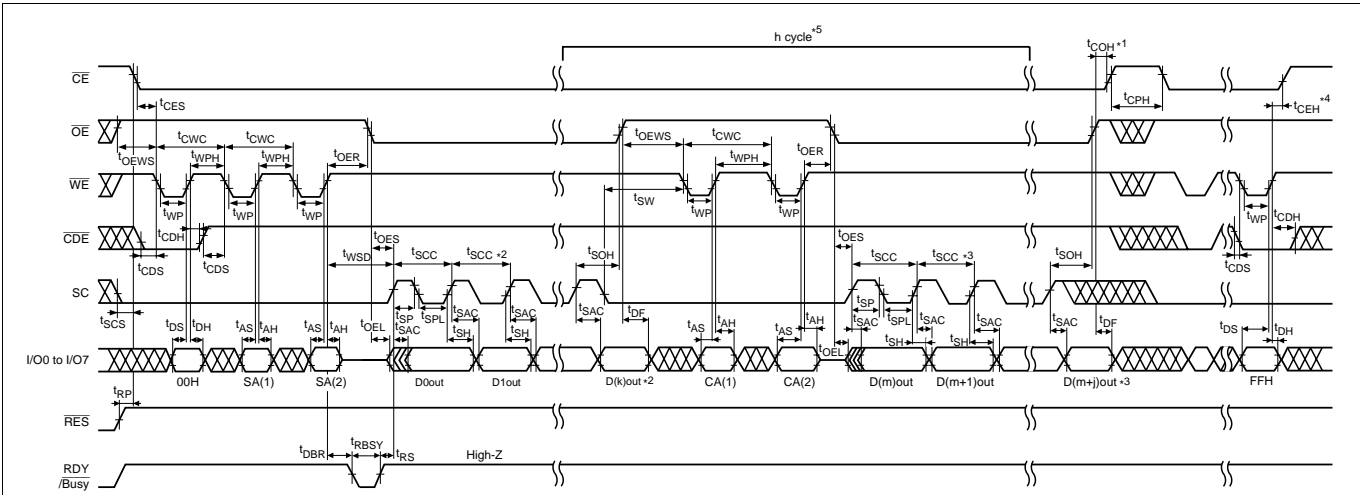 h cycle*5
tCOH *1
CE
tCES
tCPH
tCEH *4
OE
tOEWS
tCWC
tCWC
tWPH
tWPH
tOER
tOEWS
tCWC
tWPH
tOER
WE
tWP
tWP
tWP
tSW
tWP
tWP
tWP
tCDH
tCDH
CDE
tCDS
tCDS
tCDS
tWSD
tOES
tSCC
tSCC *2
tSOH
tOES
tSCC
tSCC *3
tSOH
SC
tSCS
tSP
tSPL
tSAC
tSAC
tSAC
tSAC
tDF
tSP
tSPL
tSAC
tSAC
tSAC
tSAC
tDF
tDS
tDH
tAS
tAH
tAS
tAH
tOEL
tSH
tSH
tAS
tAH
tAS
tAH
tOEL
tSH
tSH
tDS
tDH
I/O0 to I/O7
00H
SA(1)
SA(2)
D0out
D1out
D(k)out *2
CA(1)
CA(2)
D(m)out
D(m+1)out
D(m+j)out *3
FFH
tRP
RES
tDBR
tRBSY
tRS
High-Z
RDY
/Busy